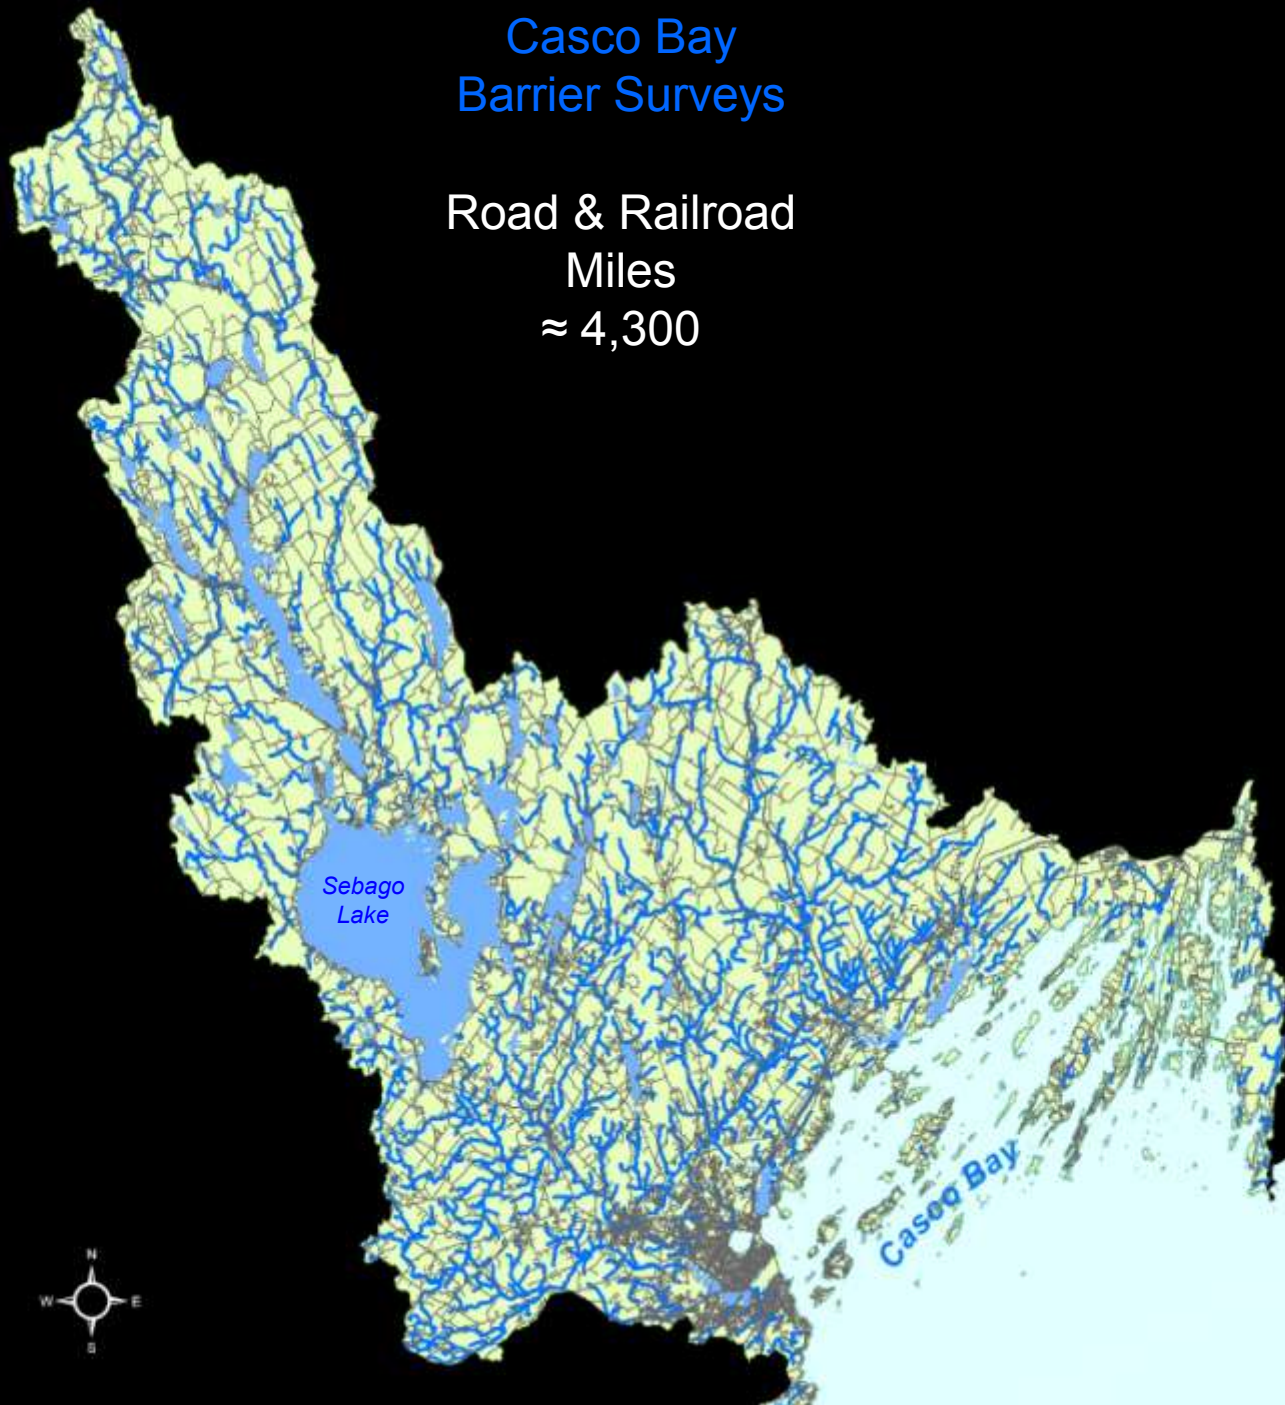 Casco Bay
Barrier Surveys
Road & Railroad
Miles
≈ 4,300
Sebago
Lake
Casco Bay
N
W
E
S